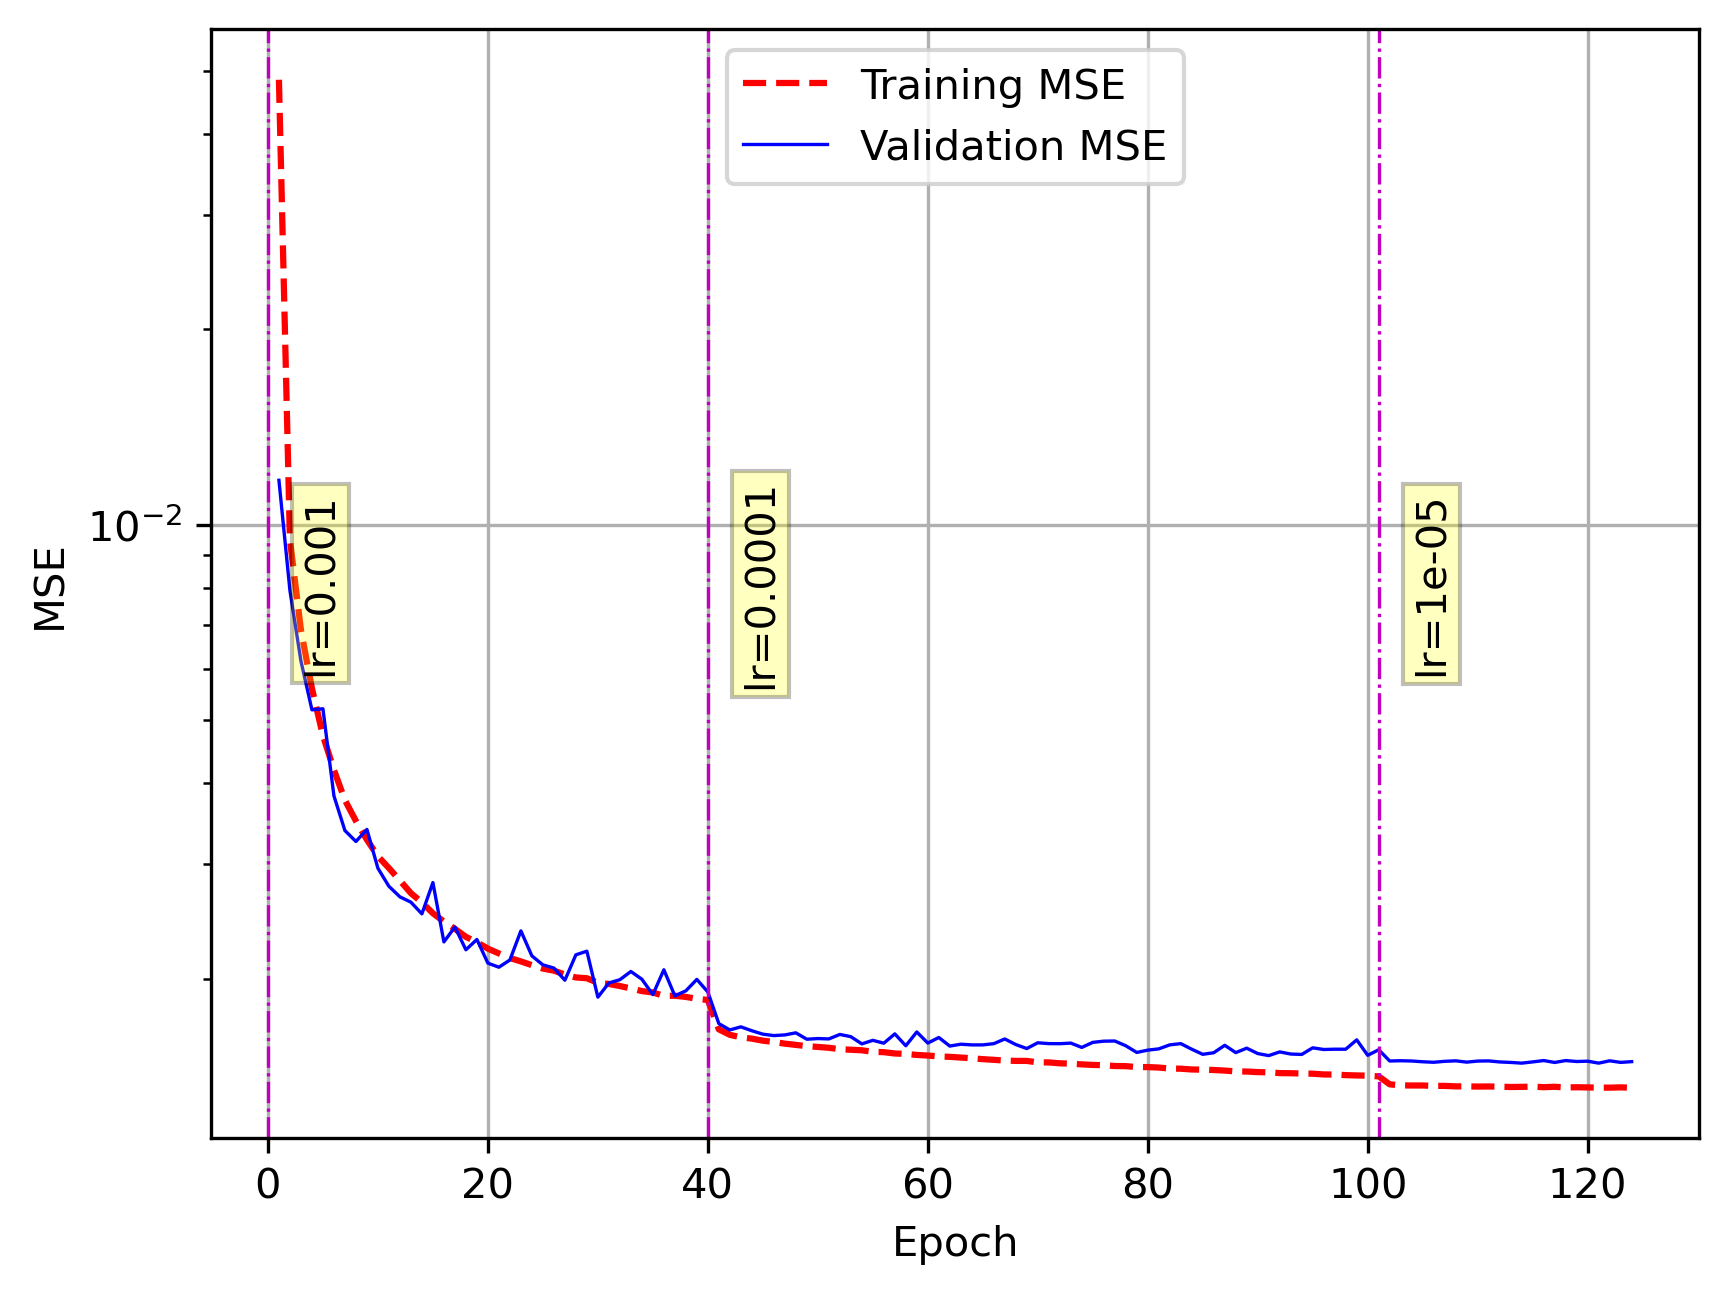 Training MSE
Validation MSE
10⁻²
MSE
lr=0.001
lr=0.0001
lr=1e-05
0 20 40 60 80 100 120
Epoch